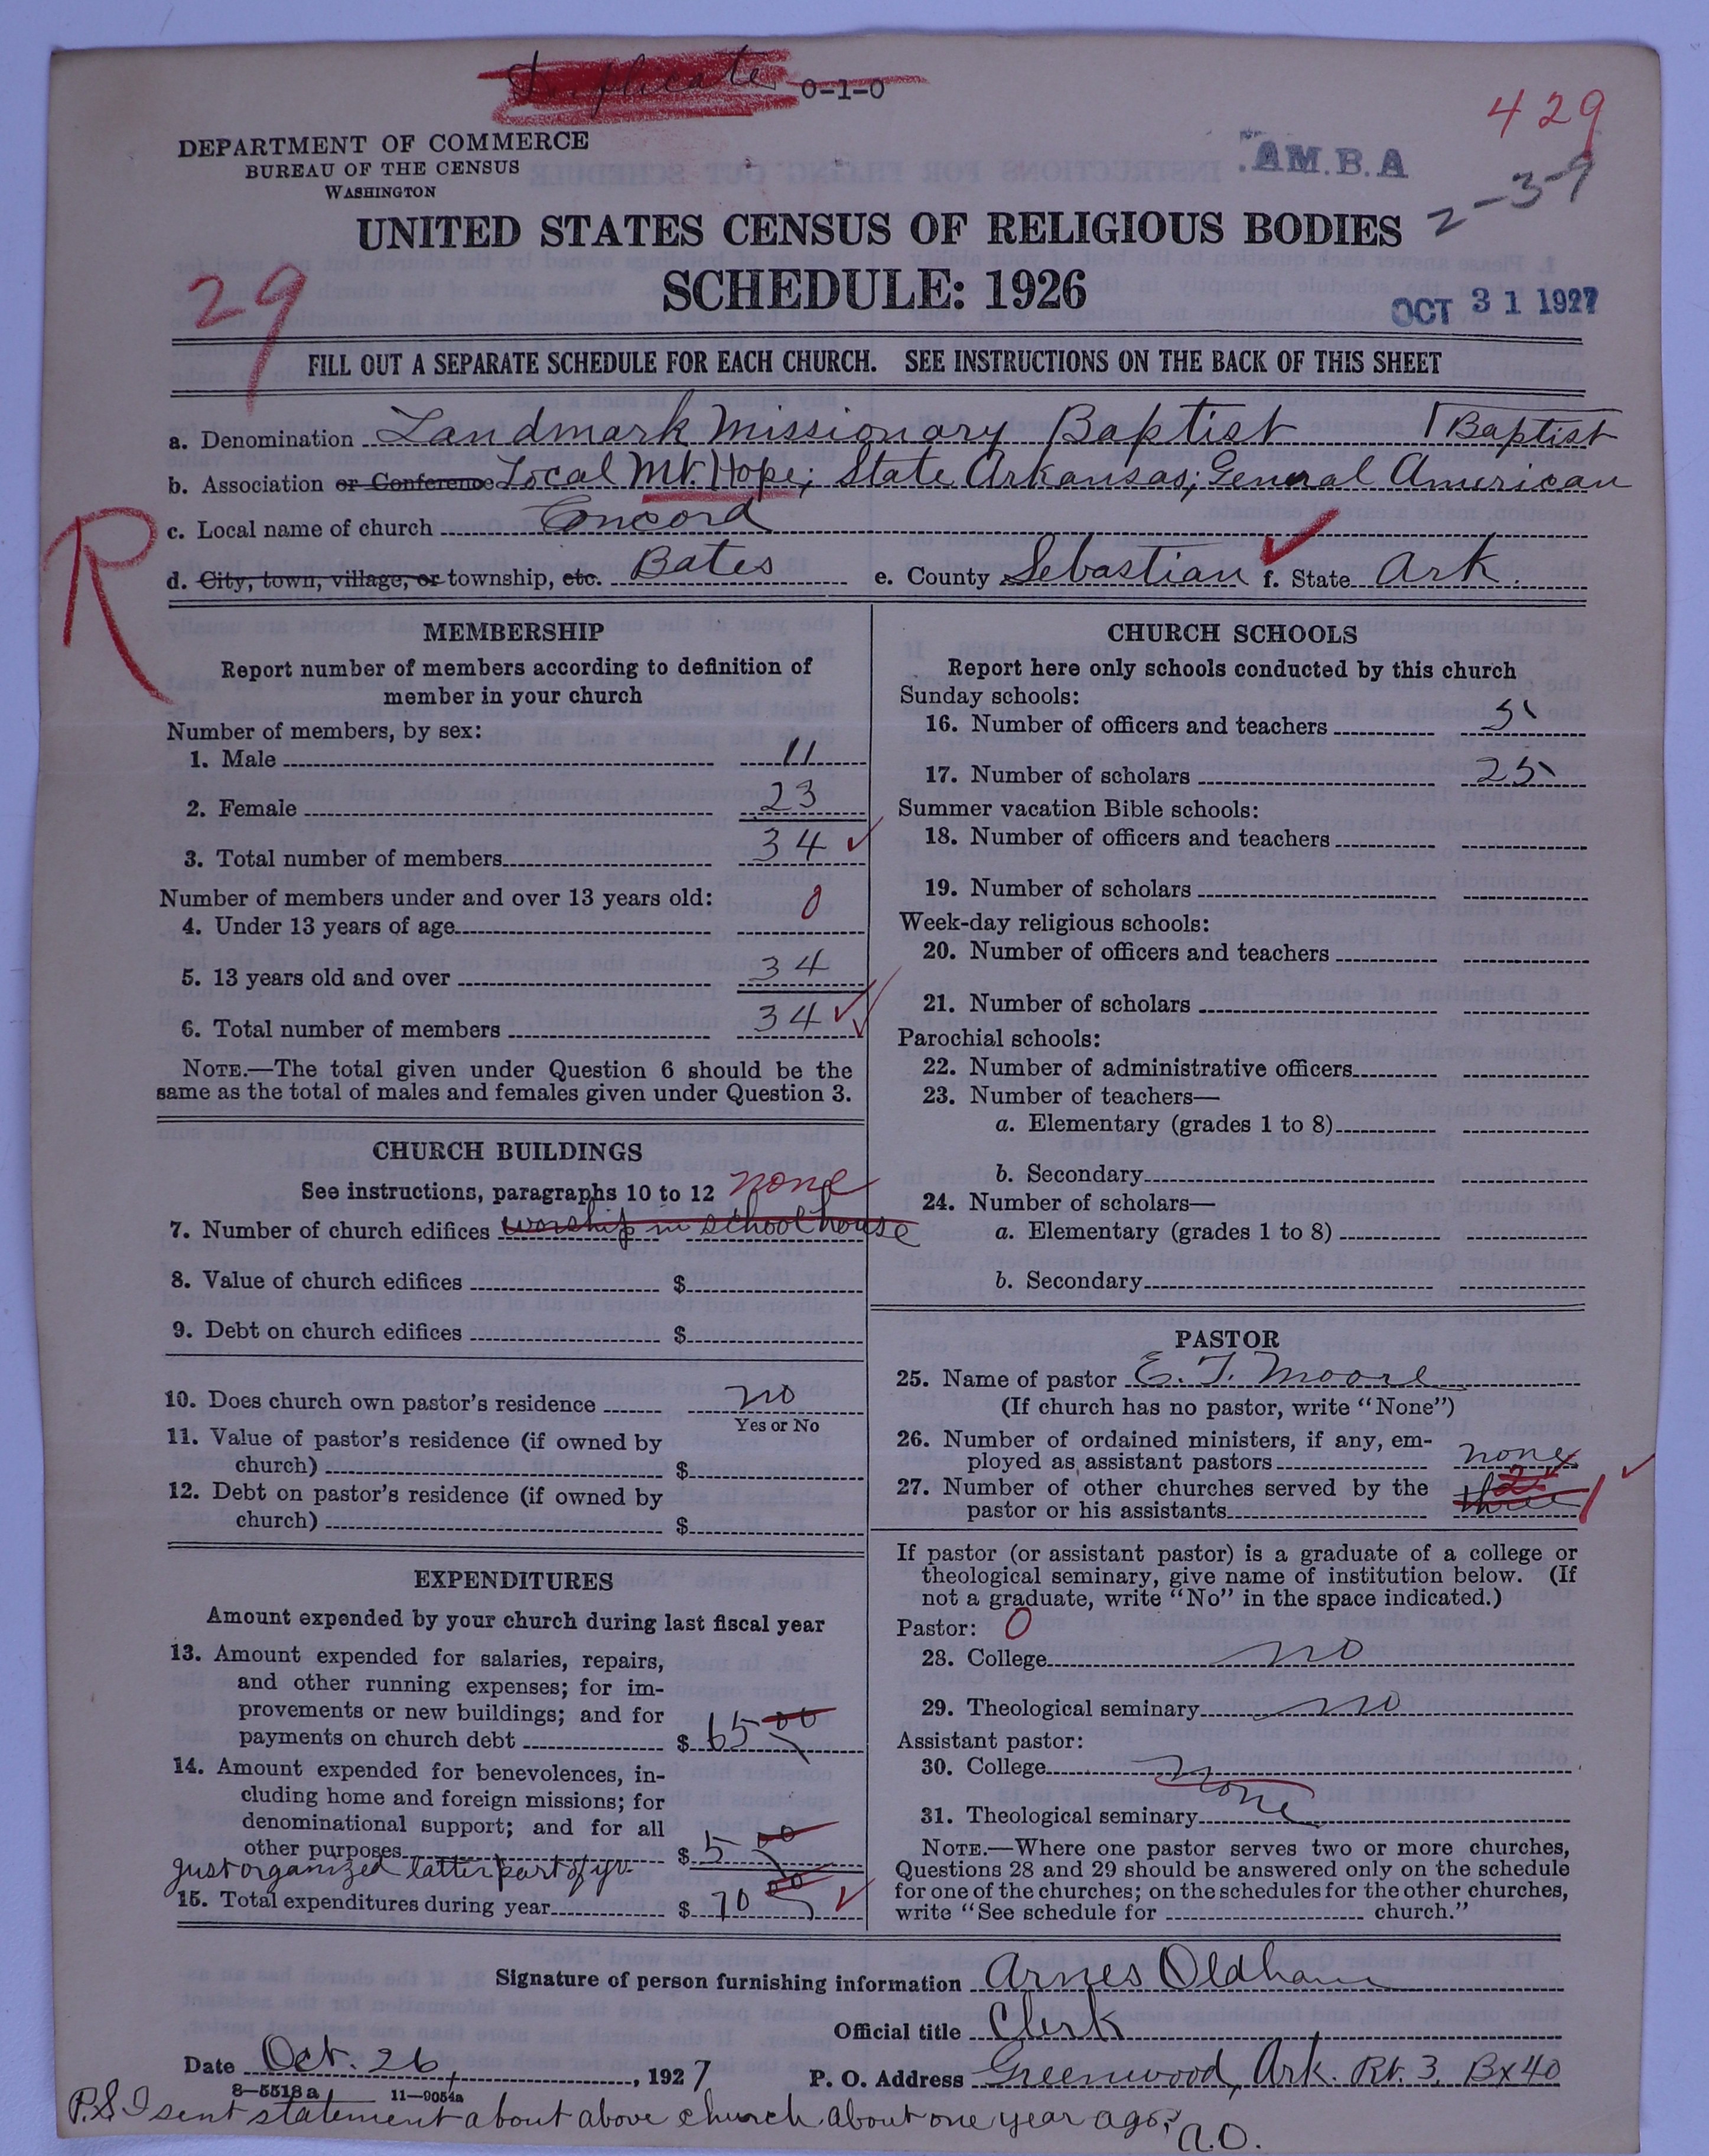 Duplicate 0-1-0
429
DEPARTMENT OF COMMERCE
BUREAU OF THE CENSUS
WASHINGTON
AM.B.A
2-39
UNITED STATES CENSUS OF RELIGIOUS BODIES
SCHEDULE: 1926
29
OCT 31 1927
FILL OUT A SEPARATE SCHEDULE FOR EACH CHURCH. SEE INSTRUCTIONS ON THE BACK OF THIS SHEET
a. Denomination Landmark Missionary Baptist Baptist
b. Association or Conference Local Mt. Hope; State Arkansas; General American
R
c. Local name of church Concord
d. City, town, village, or township, etc. Bates e. County Sebastian f. State Ark.
MEMBERSHIP
Report number of members according to definition of
member in your church
Number of members, by sex:
1. Male 11
2. Female 23
3. Total number of members 34
Number of members under and over 13 years old:
4. Under 13 years of age 0
5. 13 years old and over 34
6. Total number of members 34
NOTE.—The total given under Question 6 should be the
same as the total of males and females given under Question 3.
CHURCH BUILDINGS
See instructions, paragraphs 10 to 12 none
7. Number of church edifices worship in school house
8. Value of church edifices $
9. Debt on church edifices $
10. Does church own pastor's residence no
Yes or No
11. Value of pastor's residence (if owned by
church) $
12. Debt on pastor's residence (if owned by
church) $
EXPENDITURES
Amount expended by your church during last fiscal year
13. Amount expended for salaries, repairs,
and other running expenses; for im-
provements or new buildings; and for
payments on church debt $ 65 00
14. Amount expended for benevolences, in-
cluding home and foreign missions; for
denominational support; and for all
other purposes $ 5 00
Just organized latter part of yr.
15. Total expenditures during year $ 70 00
CHURCH SCHOOLS
Report here only schools conducted by this church
Sunday schools:
16. Number of officers and teachers 5
17. Number of scholars 25
Summer vacation Bible schools:
18. Number of officers and teachers
19. Number of scholars
Week-day religious schools:
20. Number of officers and teachers
21. Number of scholars
Parochial schools:
22. Number of administrative officers
23. Number of teachers—
a. Elementary (grades 1 to 8)
b. Secondary
24. Number of scholars—
a. Elementary (grades 1 to 8)
b. Secondary
PASTOR
25. Name of pastor E. T. Moore
(If church has no pastor, write "None")
26. Number of ordained ministers, if any, em-
ployed as assistant pastors none
27. Number of other churches served by the
pastor or his assistants three 1
If pastor (or assistant pastor) is a graduate of a college or
theological seminary, give name of institution below. (If
not a graduate, write "No" in the space indicated.)
Pastor: 0
28. College no
29. Theological seminary no
Assistant pastor:
30. College none
31. Theological seminary
NOTE.—Where one pastor serves two or more churches,
Questions 28 and 29 should be answered only on the schedule
for one of the churches; on the schedules for the other churches,
write "See schedule for church."
Signature of person furnishing information Arnes Oldham
Official title Clerk
Date Oct. 26, 1927 P. O. Address Greenwood, Ark. Rt. 3, Bx 40
8—5518 a 11—9054a
P.S. I sent statement about above church about one year ago, A.O.